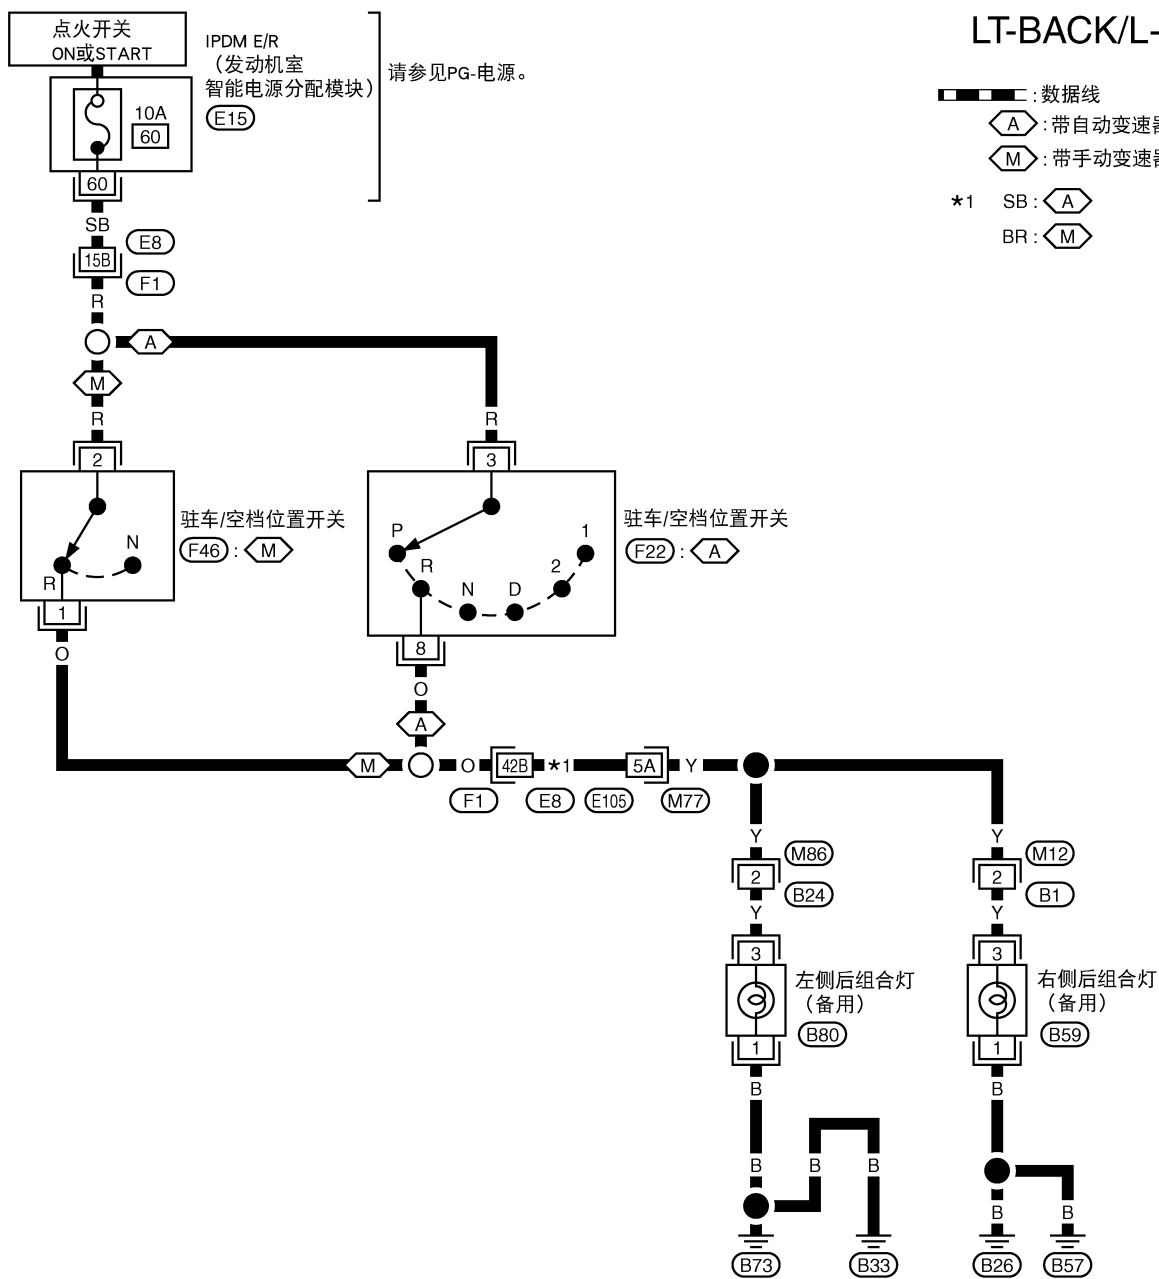 LT-BACK/L-
点火开关
ON或START
IPDM E/R
（发动机室
智能电源分配模块）
E15
请参见PG-电源。
10A
60
60
:数据线
A :带自动变速器
M :带手动变速器
*1 SB : A
BR : M
SB
E8
15B
F1
R
A
M
R
R
2
3
驻车/空档位置开关
F46 : M
N
R
1
O
驻车/空档位置开关
F22 : A
P
R
N
D
2
1
8
O
A
M
O
42B
*1
5A
Y
F1
E8
E105
M77
Y
Y
M86
M12
2
2
B24
B1
Y
Y
3
3
左侧后组合灯
（备用）
B80
右侧后组合灯
（备用）
B59
1
1
B
B
B
B
B
B
B
B73
B33
B26
B57